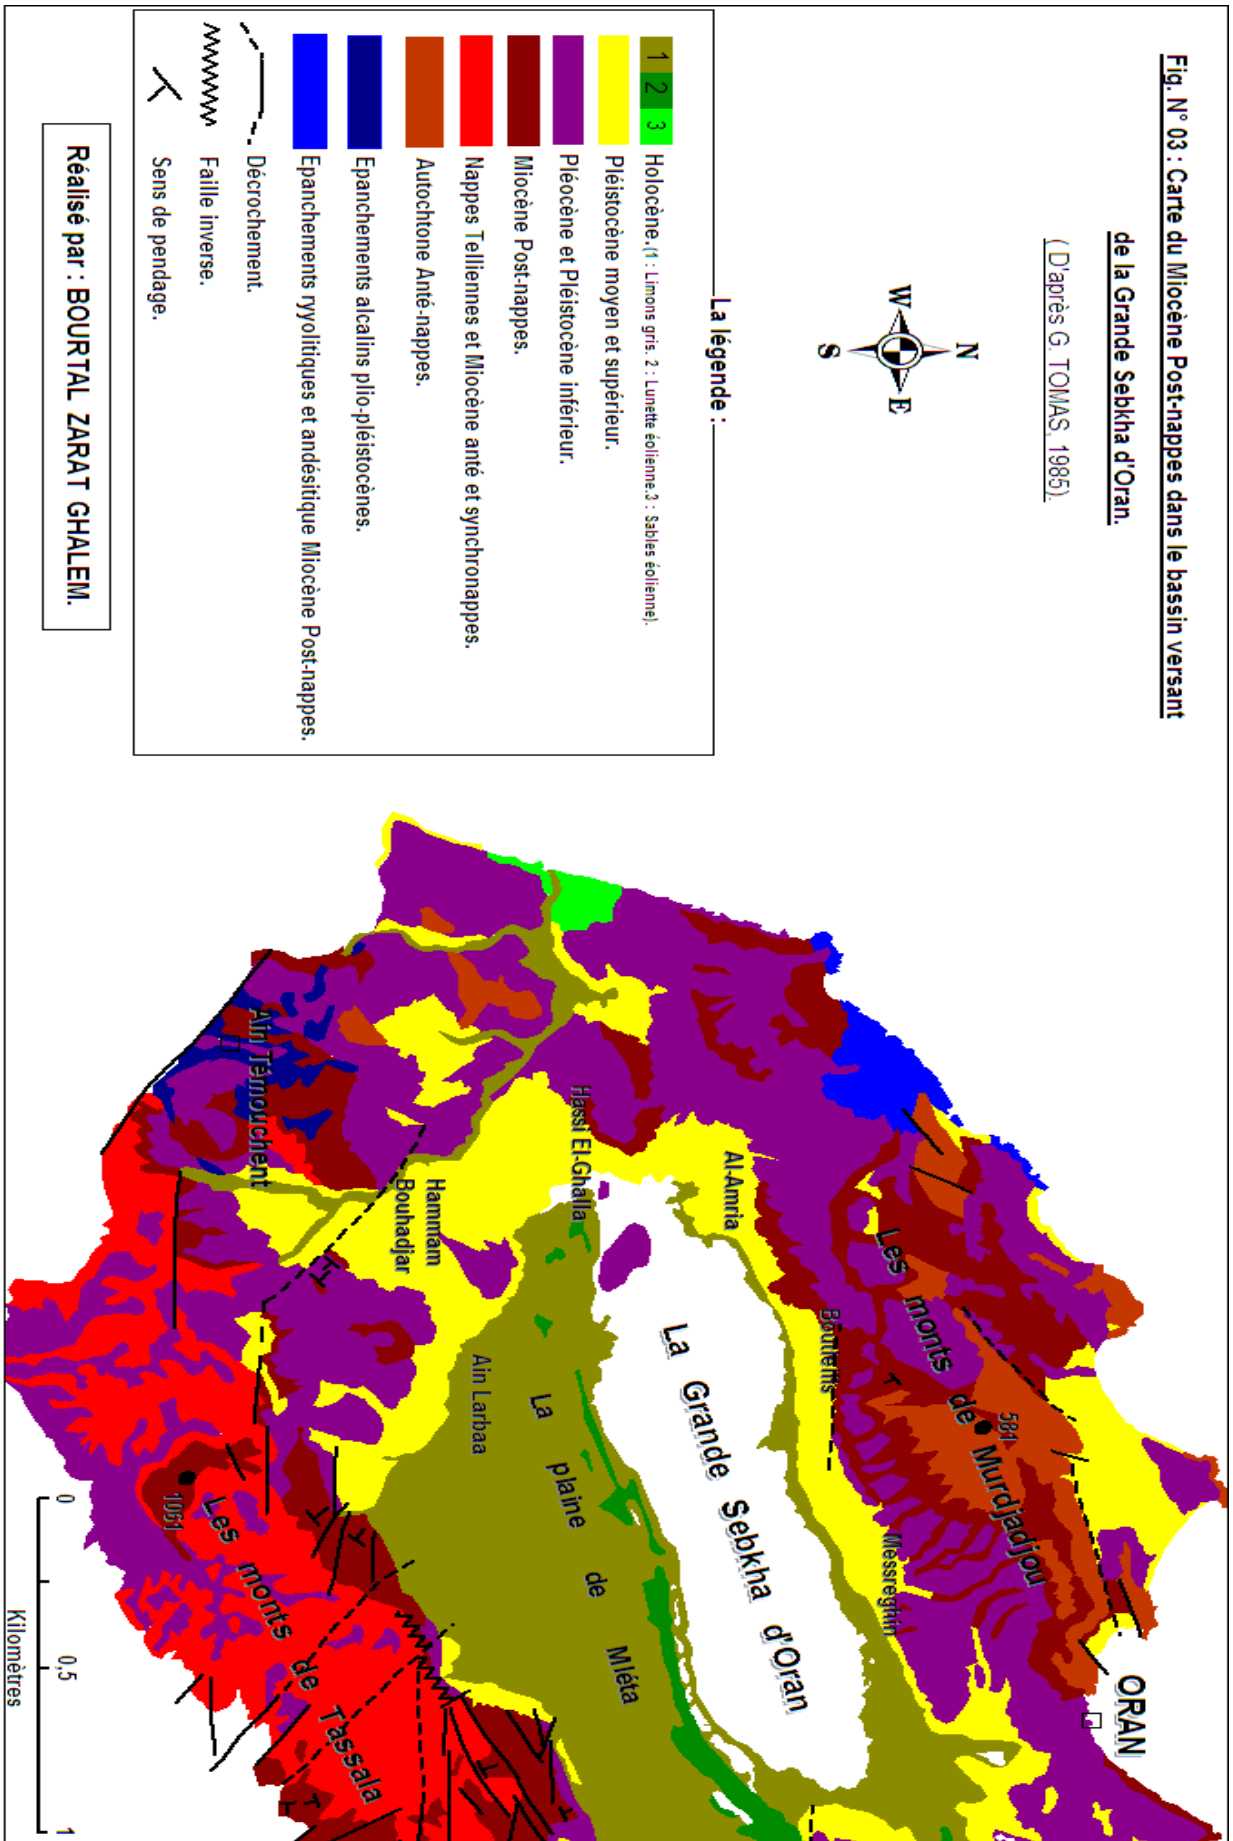 Fig. N° 03 : Carte du Miocène Post-nappes dans le bassin versant
de la Grande Sebkha d'Oran.
( D'après G. TOMAS, 1985).
N
W
E
S
La légende :
1 2 3 Holocène.(1 : Limons gris. 2 : Lunette éolienne.3 : Sables éolienne).
Pléistocène moyen et supérieur.
Pléocène et Pléistocène inférieur.
Miocène Post-nappes.
Nappes Telliennes et Miocène anté et synchronappes.
Autochtone Anté-nappes.
Epanchements alcalins plio-pléistocènes.
Epanchements ryyolitiques et andésitique Miocène Post-nappes.
Décrochement.
Faille inverse.
Sens de pendage.
Réalisé par : BOURTAL ZARAT GHALEM.
ORAN
Les monts de Murdjadjou
581
Messreghin
Boutlellis
Al-Amria
La Grande Sebkha d'Oran
Hassi El-Ghalla
La plaine de Mléta
Ain Larbaa
Hammam
Bouhadjar
Ain Témouchent
Les monts de Tassala
1061
0 0,5 1
Kilomètres